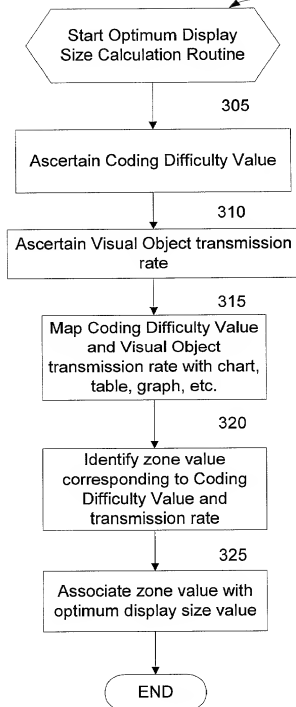 Start Optimum Display
Size Calculation Routine
305
Ascertain Coding Difficulty Value
310
Ascertain Visual Object transmission
rate
315
Map Coding Difficulty Value
and Visual Object
transmission rate with chart,
table, graph, etc.
320
Identify zone value
corresponding to Coding
Difficulty Value and
transmission rate
325
Associate zone value with
optimum display size value
END